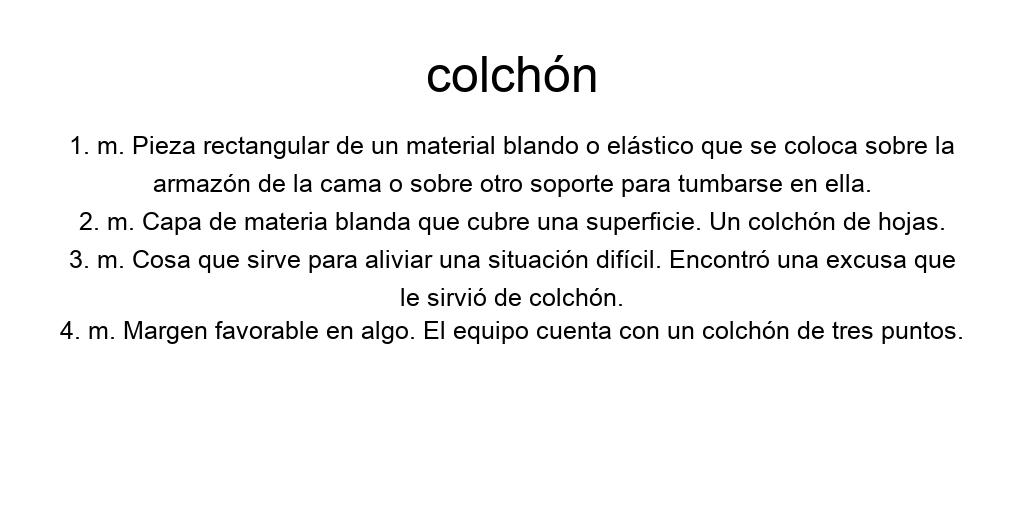 colchón
1. m. Pieza rectangular de un material blando o elástico que se coloca sobre la
armazón de la cama o sobre otro soporte para tumbarse en ella.
2. m. Capa de materia blanda que cubre una superficie. Un colchón de hojas.
3. m. Cosa que sirve para aliviar una situación difícil. Encontró una excusa que
le sirvió de colchón.
4. m. Margen favorable en algo. El equipo cuenta con un colchón de tres puntos.